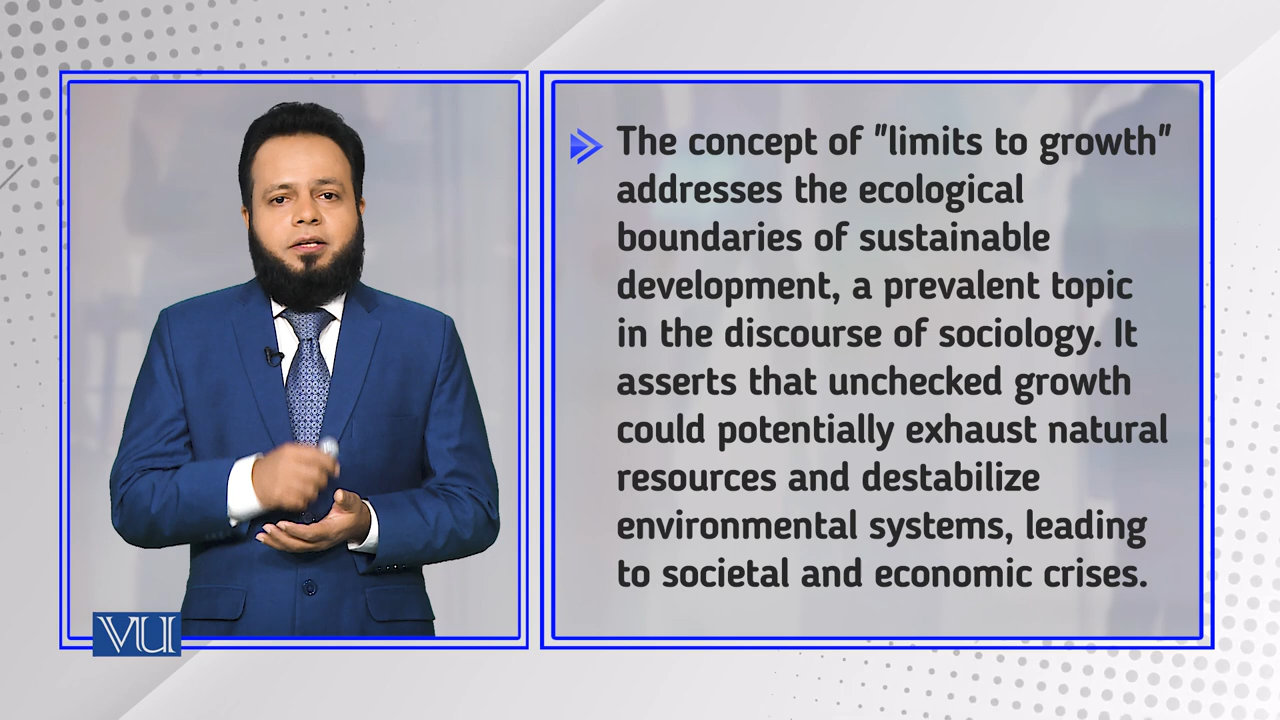 The concept of "limits to growth"
addresses the ecological
boundaries of sustainable
development, a prevalent topic
in the discourse of sociology. It
asserts that unchecked growth
could potentially exhaust natural
resources and destabilize
environmental systems, leading
to societal and economic crises.
VU